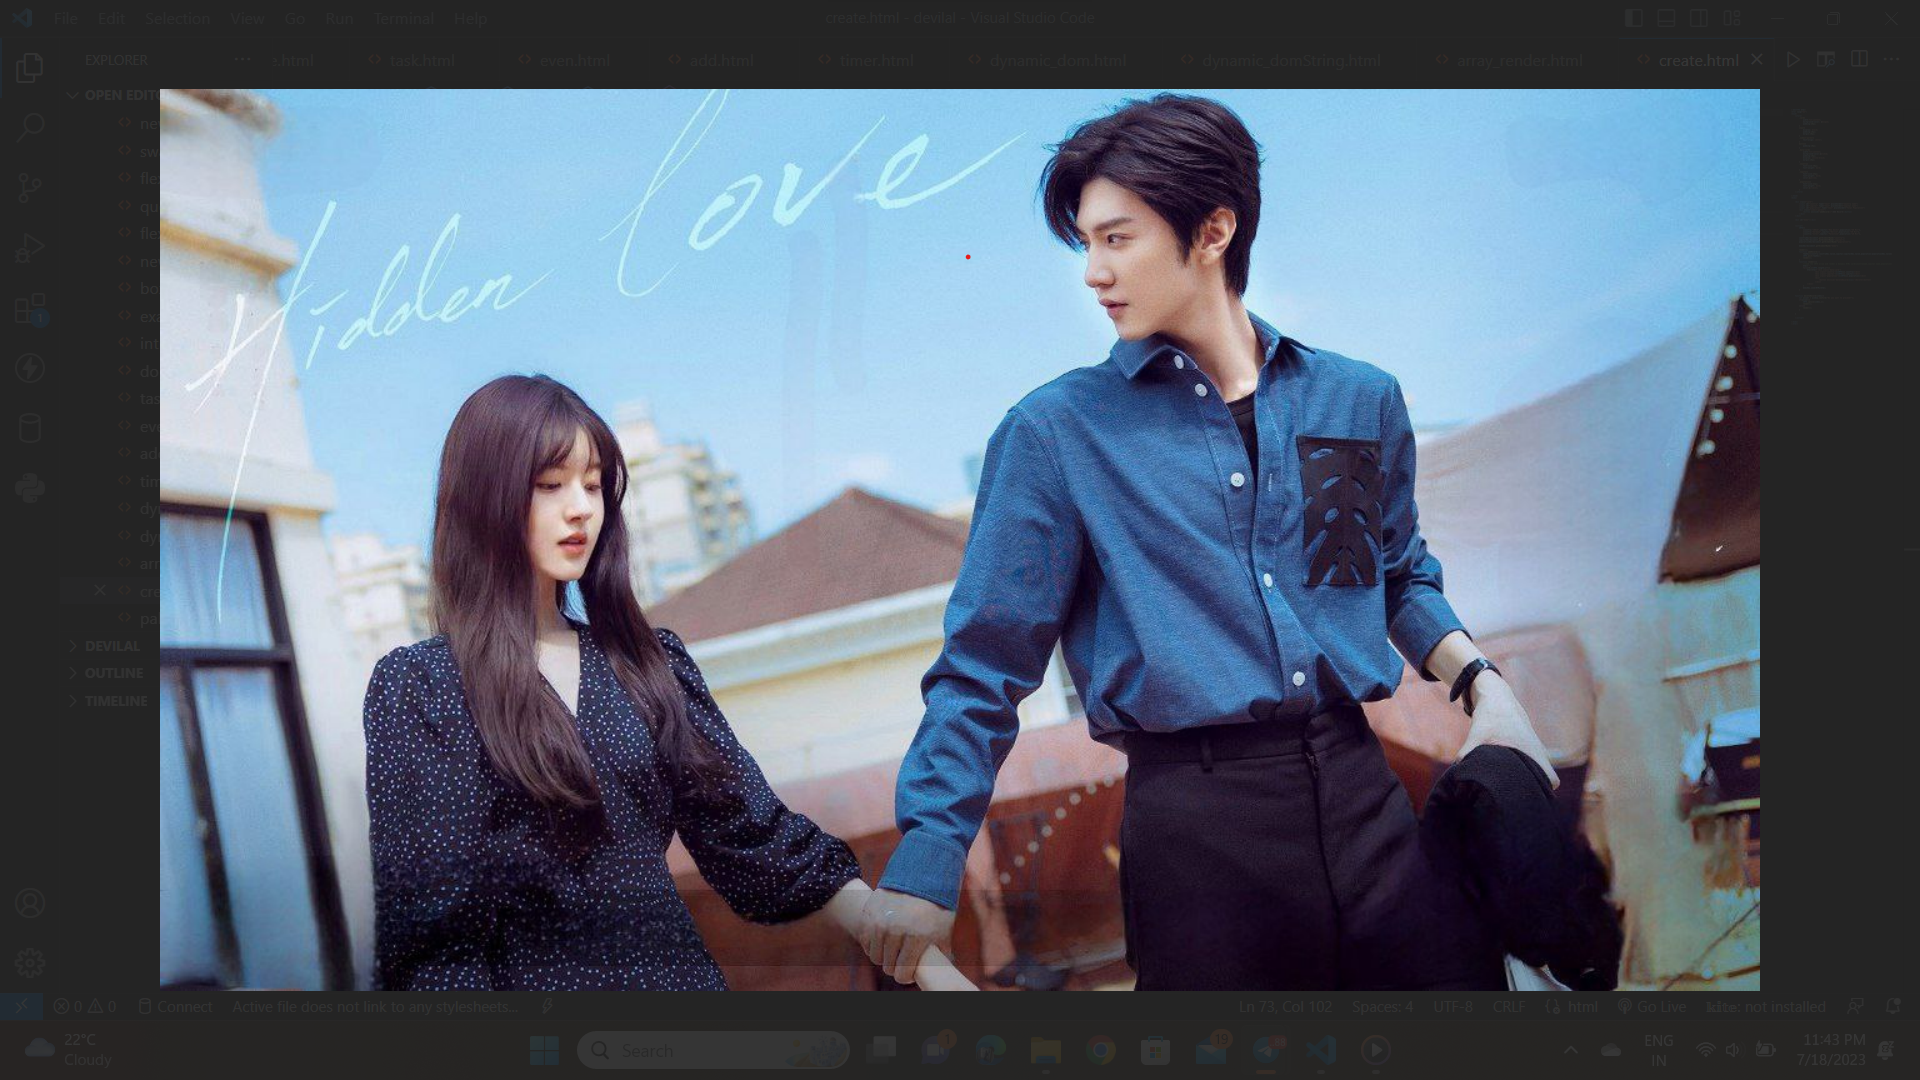 File Edit Selection View Go Run Terminal Help
create.html - devilal - Visual Studio Code
EXPLORER
task.html
even.html
add.html
timer.html
dynamic_dom.html
dynamic_domString.html
array_render.html
create.html
OPEN EDITO
Hidden love
DEVILAL
OUTLINE
TIMELINE
0 0 Connect Active file does not link to any stylesheets... Ln 73, Col 102 Spaces: 4 UTF-8 CRLF html Go Live kite: not installed
22°C
Cloudy
Search
ENG
IN
11:43 PM
7/18/2023